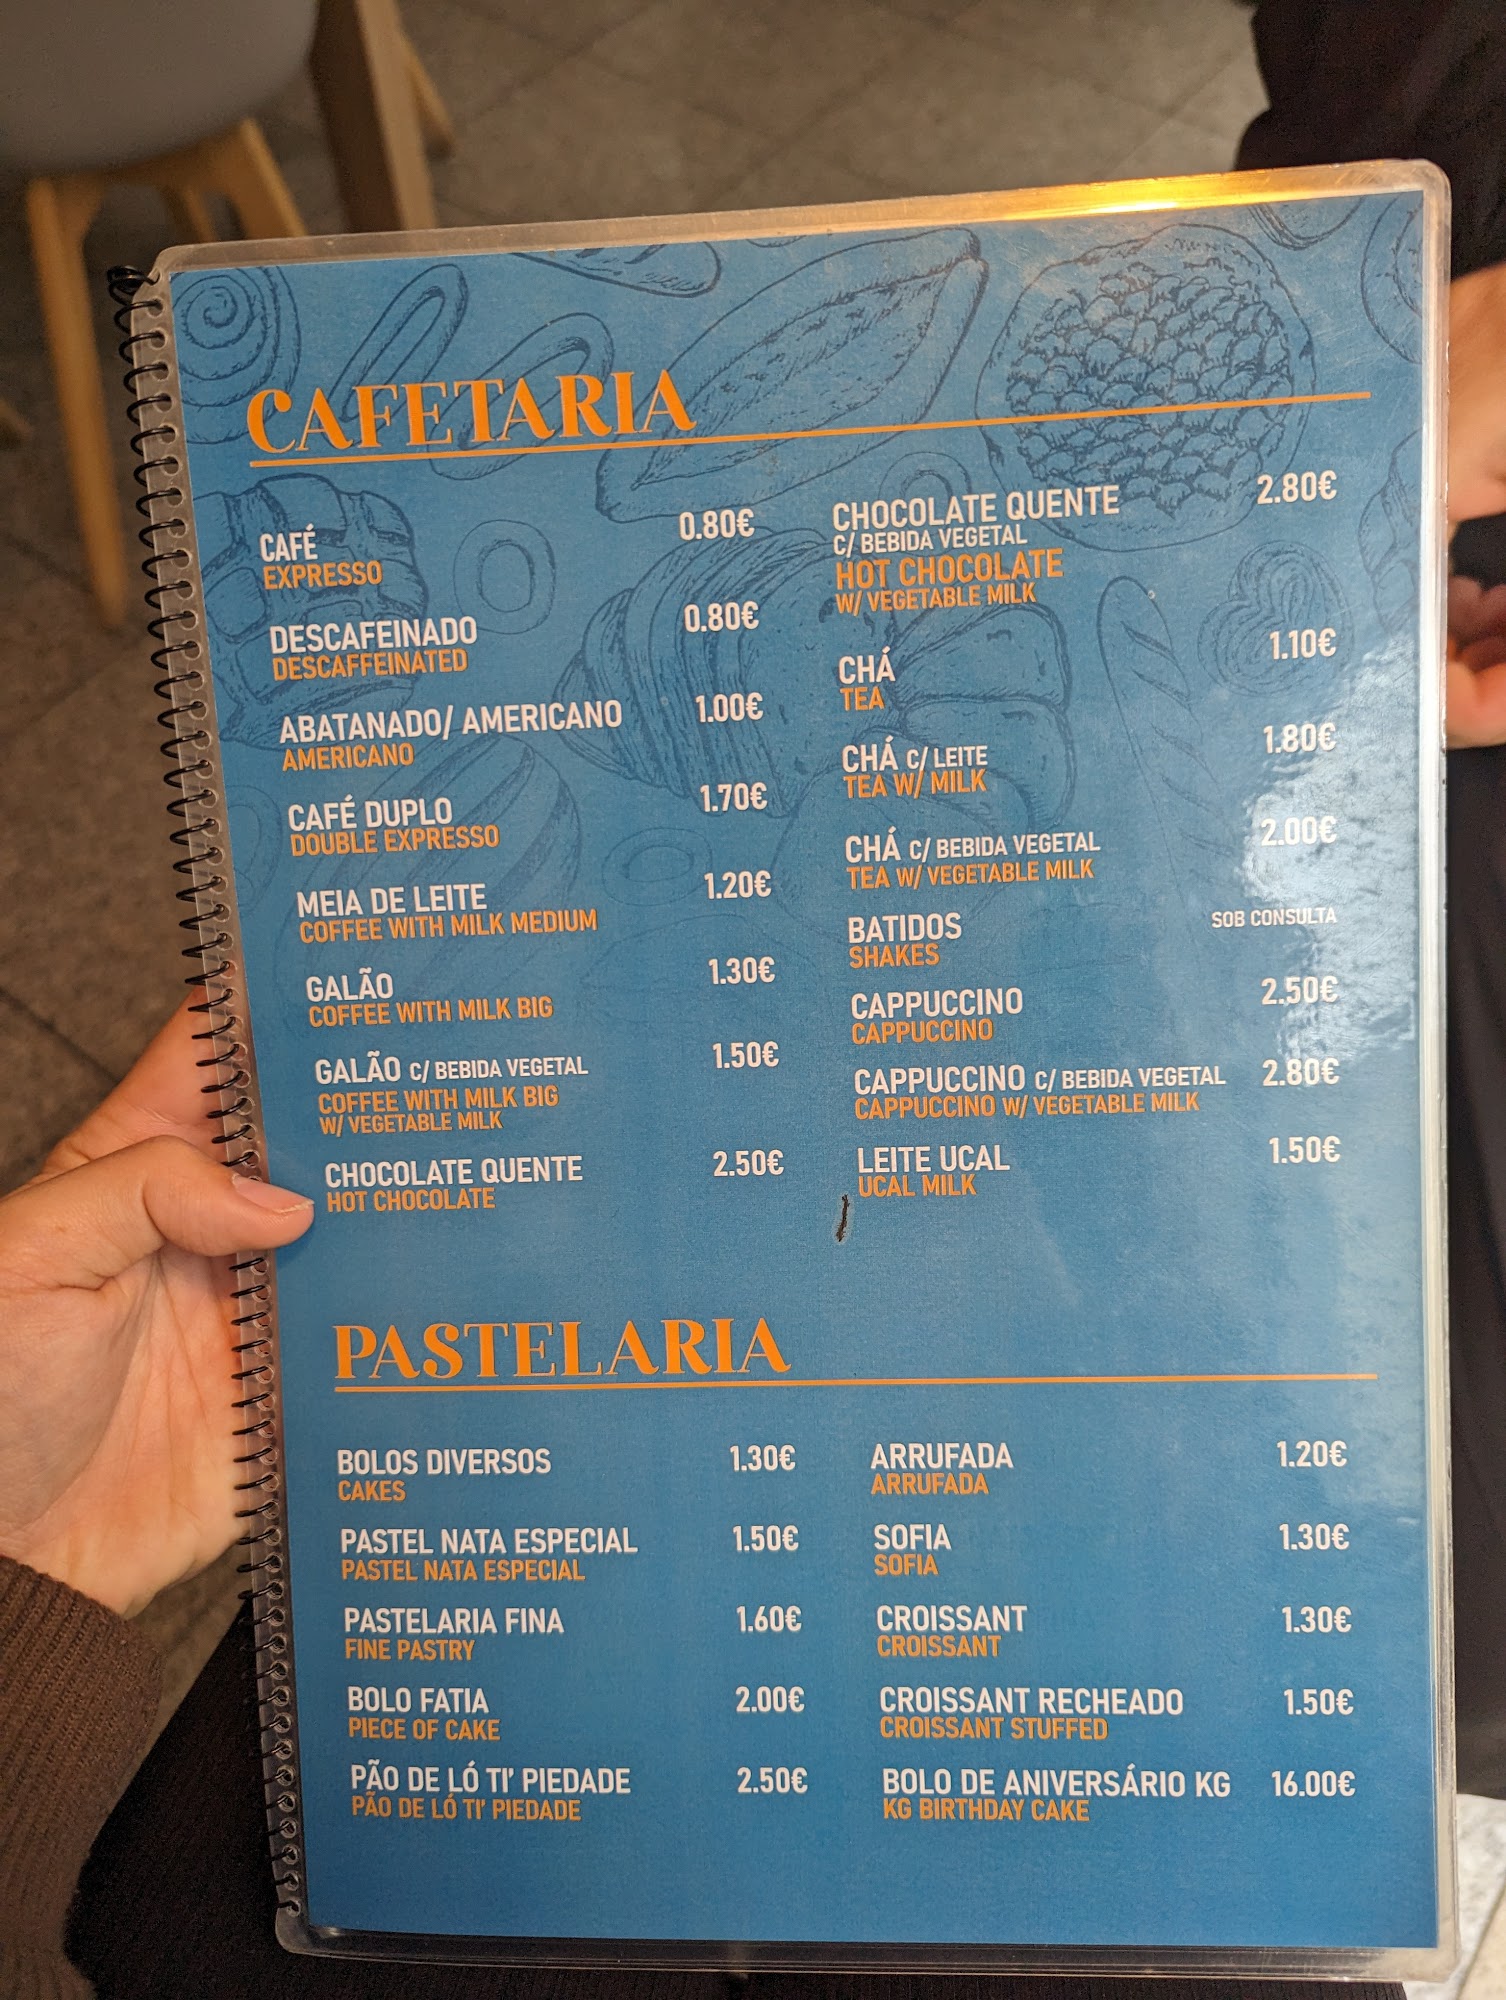 CAFETARIA
CAFÉ 0.80€
EXPRESSO
DESCAFEINADO 0.80€
DESCAFFEINATED
ABATANADO/ AMERICANO 1.00€
AMERICANO
CAFÉ DUPLO 1.70€
DOUBLE EXPRESSO
MEIA DE LEITE 1.20€
COFFEE WITH MILK MEDIUM
GALÃO 1.30€
COFFEE WITH MILK BIG
GALÃO C/ BEBIDA VEGETAL 1.50€
COFFEE WITH MILK BIG
W/ VEGETABLE MILK
CHOCOLATE QUENTE 2.50€
HOT CHOCOLATE
CHOCOLATE QUENTE 2.80€
C/ BEBIDA VEGETAL
HOT CHOCOLATE
W/ VEGETABLE MILK
CHÁ 1.10€
TEA
CHÁ C/ LEITE 1.80€
TEA W/ MILK
CHÁ C/ BEBIDA VEGETAL 2.00€
TEA W/ VEGETABLE MILK
BATIDOS SOB CONSULTA
SHAKES
CAPPUCCINO 2.50€
CAPPUCCINO
CAPPUCCINO C/ BEBIDA VEGETAL 2.80€
CAPPUCCINO W/ VEGETABLE MILK
LEITE UCAL 1.50€
UCAL MILK
PASTELARIA
BOLOS DIVERSOS 1.30€
CAKES
PASTEL NATA ESPECIAL 1.50€
PASTEL NATA ESPECIAL
PASTELARIA FINA 1.60€
FINE PASTRY
BOLO FATIA 2.00€
PIECE OF CAKE
PÃO DE LÓ TI' PIEDADE 2.50€
PÃO DE LÓ TI' PIEDADE
ARRUFADA 1.20€
ARRUFADA
SOFIA 1.30€
SOFIA
CROISSANT 1.30€
CROISSANT
CROISSANT RECHEADO 1.50€
CROISSANT STUFFED
BOLO DE ANIVERSÁRIO KG 16.00€
KG BIRTHDAY CAKE